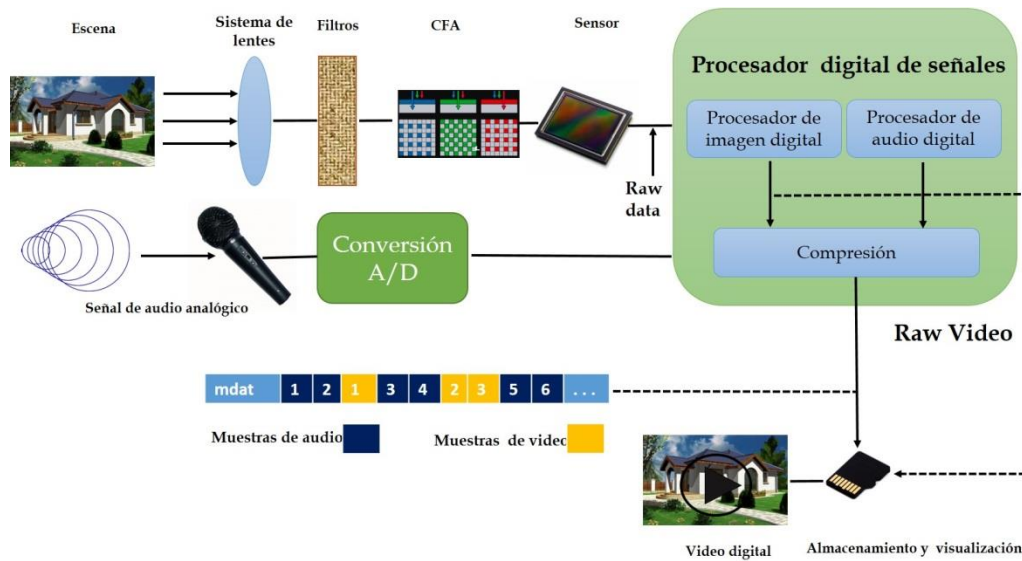 Escena
Sistema de
lentes
Filtros
CFA
Sensor
Procesador digital de señales
Procesador de
imagen digital
Procesador de
audio digital
Raw
data
Conversión
A/D
Compresión
Señal de audio analógico
Raw Video
mdat 1 2 1 3 4 2 3 5 6 ...
Muestras de audio
Muestras de video
Video digital
Almacenamiento y visualización